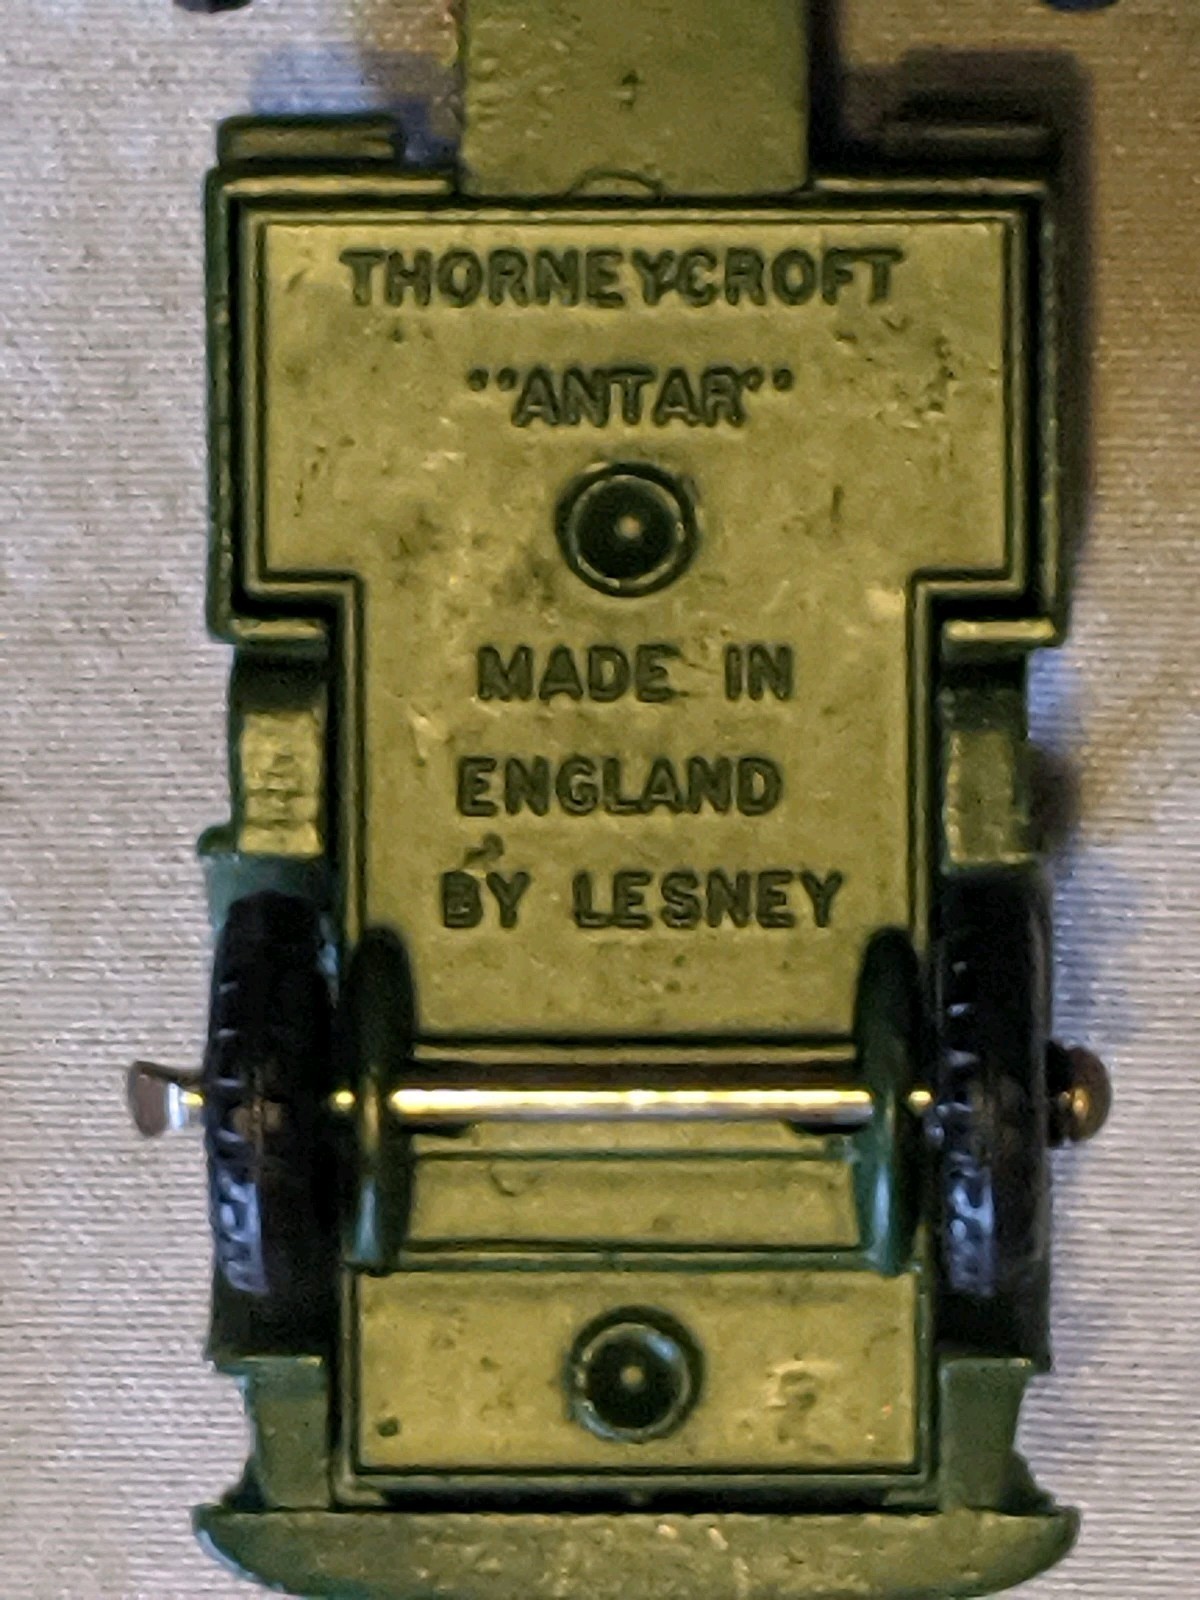 THORNEYCROFT
"ANTAR"
MADE IN
ENGLAND
BY LESNEY